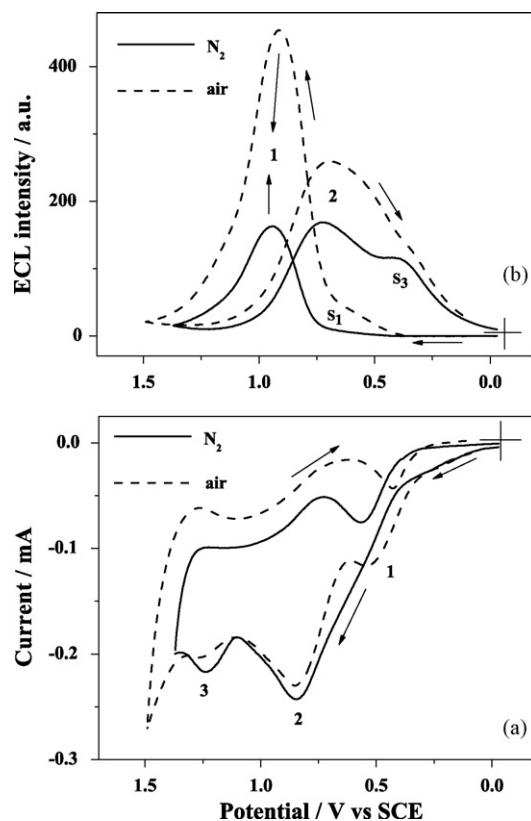 N2
air
400
200
0
ECL intensity / a.u.
1
2
S1
S3
(b)
1.5 1.0 0.5 0.0
N2
air
0.0
-0.1
-0.2
-0.3
Current / mA
1
2
3
(a)
1.5 1.0 0.5 0.0
Potential / V vs SCE